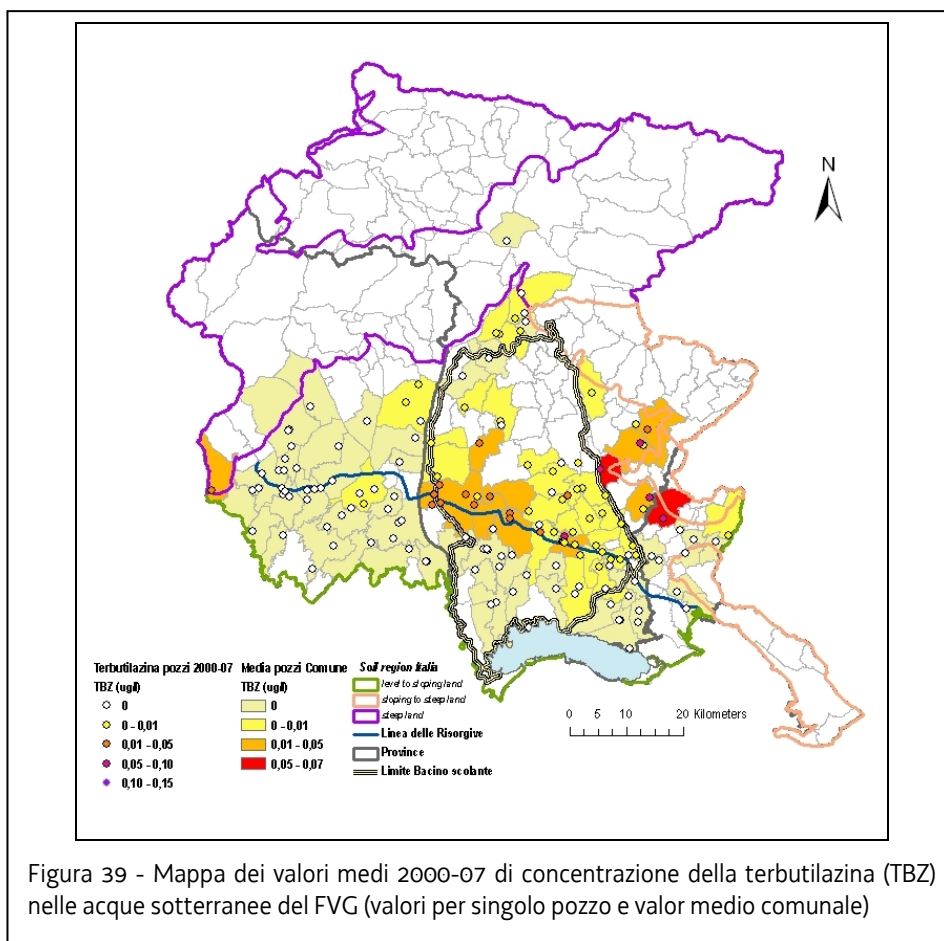 N
Terbutilazina pozzi 2000-07
TBZ (ug/l)
0
0 - 0,01
0,01 - 0,05
0,05 - 0,10
0,10 - 0,15
Media pozzi Comune
TBZ (ug/l)
0
0 - 0,01
0,01 - 0,05
0,05 - 0,07
Soil region Italia
level to sloping land
sloping to steep land
steep land
Linea delle Risorgive
Province
Limite Bacino scolante
0 5 10 20 Kilometers
Figura 39 - Mappa dei valori medi 2000-07 di concentrazione della terbutilazina (TBZ)
nelle acque sotterranee del FVG (valori per singolo pozzo e valor medio comunale)